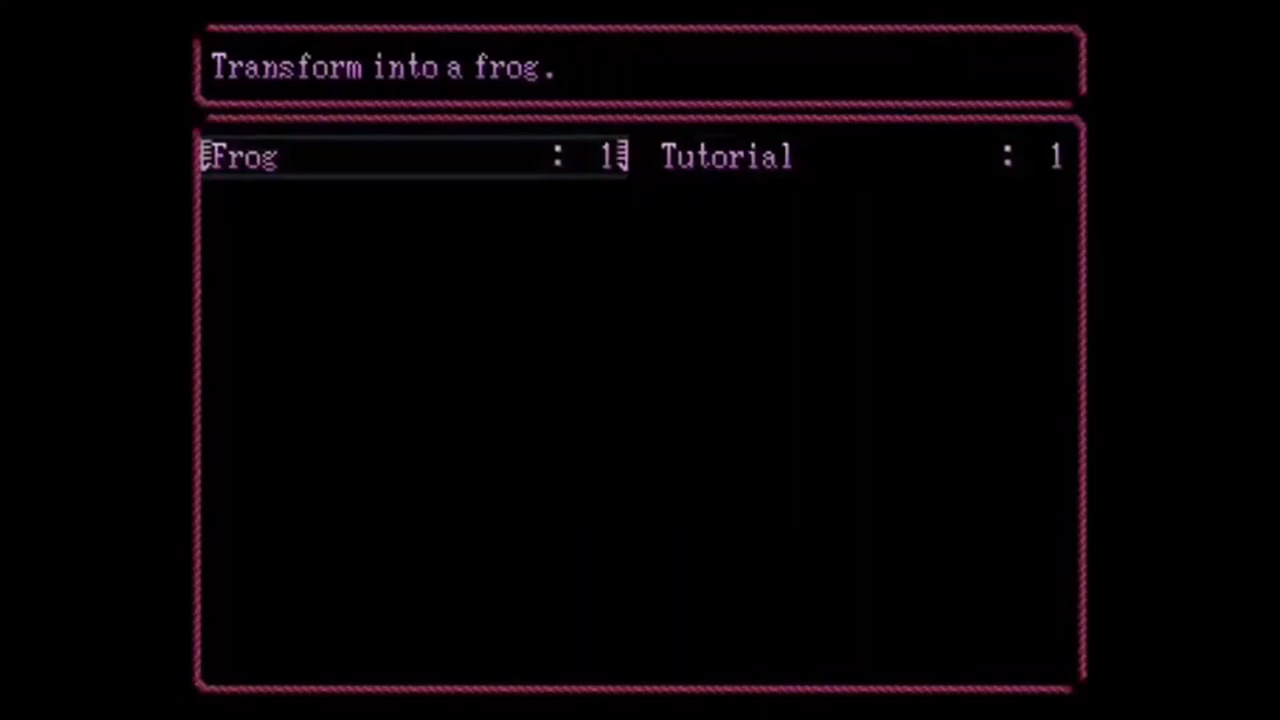 Transform into a frog.
Frog : 1 Tutorial : 1